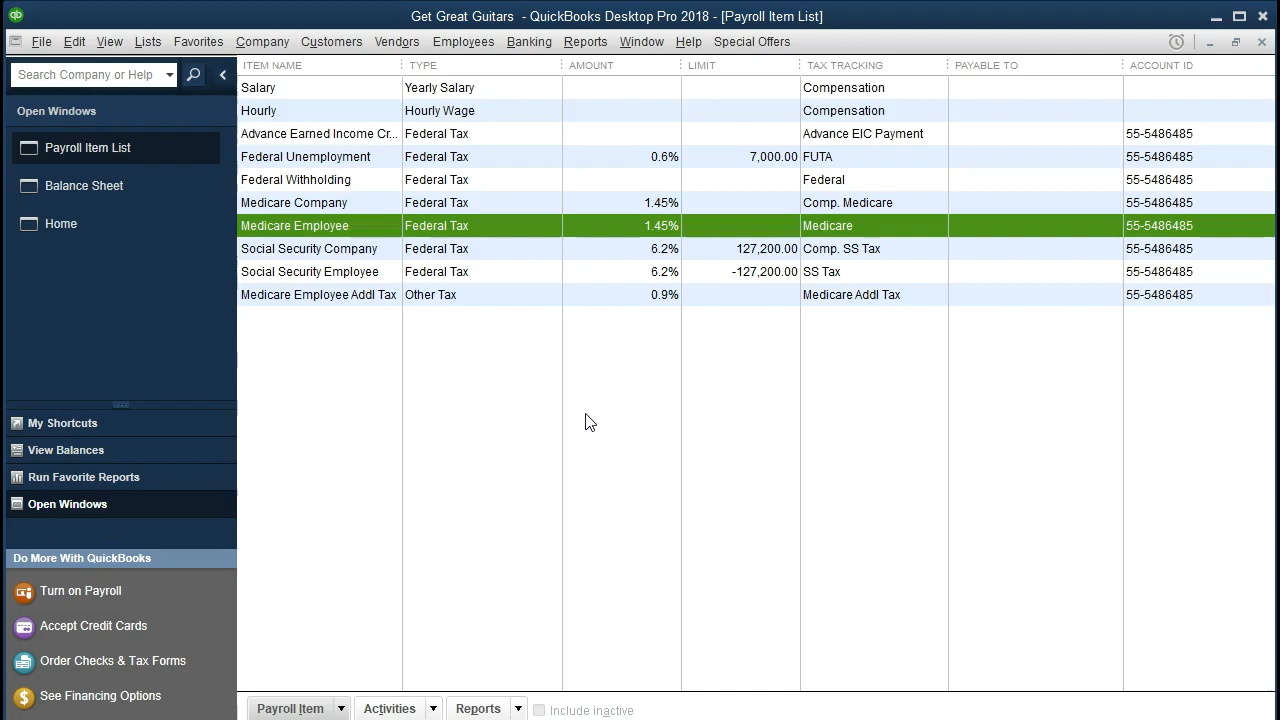 Get Great Guitars - QuickBooks Desktop Pro 2018 - [Payroll Item List]
File Edit View Lists Favorites Company Customers Vendors Employees Banking Reports Window Help Special Offers
Search Company or Help
ITEM NAME TYPE AMOUNT LIMIT TAX TRACKING PAYABLE TO ACCOUNT ID
Salary Yearly Salary Compensation
Hourly Hourly Wage Compensation
Advance Earned Income Cr... Federal Tax Advance EIC Payment 55-5486485
Federal Unemployment Federal Tax 0.6% 7,000.00 FUTA 55-5486485
Federal Withholding Federal Tax Federal 55-5486485
Medicare Company Federal Tax 1.45% Comp. Medicare 55-5486485
Medicare Employee Federal Tax 1.45% Medicare 55-5486485
Social Security Company Federal Tax 6.2% 127,200.00 Comp. SS Tax 55-5486485
Social Security Employee Federal Tax 6.2% -127,200.00 SS Tax 55-5486485
Medicare Employee Addl Tax Other Tax 0.9% Medicare Addl Tax 55-5486485
Open Windows
Payroll Item List
Balance Sheet
Home
My Shortcuts
View Balances
Run Favorite Reports
Open Windows
Do More With QuickBooks
Turn on Payroll
Accept Credit Cards
Order Checks & Tax Forms
See Financing Options
Payroll Item Activities Reports Include inactive